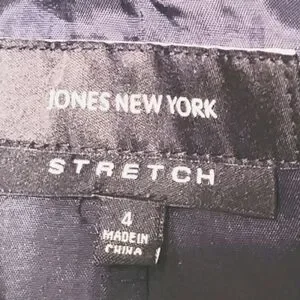 JONES NEW YORK
STRETCH
4
MADE IN
CHINA